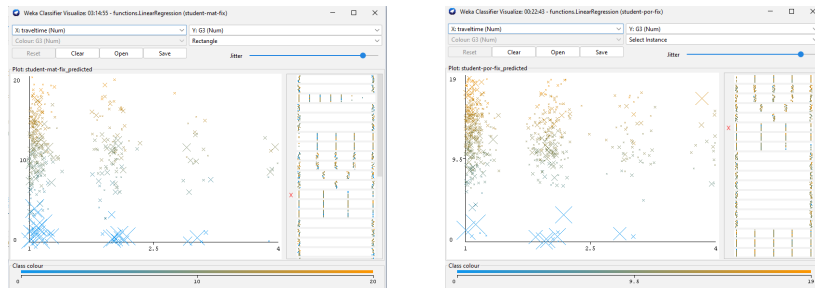 Weka Classifier Visualize: 03:14:55 - functions.LinearRegression (student-mat-fix)
X: traveltime (Num)
Y: G3 (Num)
Colour: G3 (Num)
Rectangle
Reset
Clear
Open
Save
Jitter
Plot: student-mat-fix_predicted
20
10
0
1
2.5
4
X
Class colour
0
10
20
Weka Classifier Visualize: 00:22:43 - functions.LinearRegression (student-por-fix)
X: traveltime (Num)
Y: G3 (Num)
Colour: G3 (Num)
Select Instance
Reset
Clear
Open
Save
Jitter
Plot: student-por-fix_predicted
19
9.5
0
1
2.5
4
X
Class colour
0
9.5
19